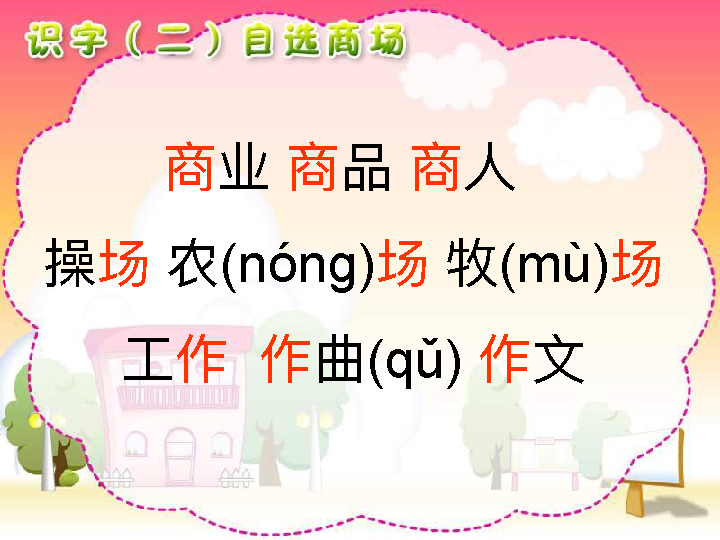 识字（二）自选商场
商业 商品 商人
操场 农(nóng)场 牧(mù)场
工作 作曲(qǔ) 作文